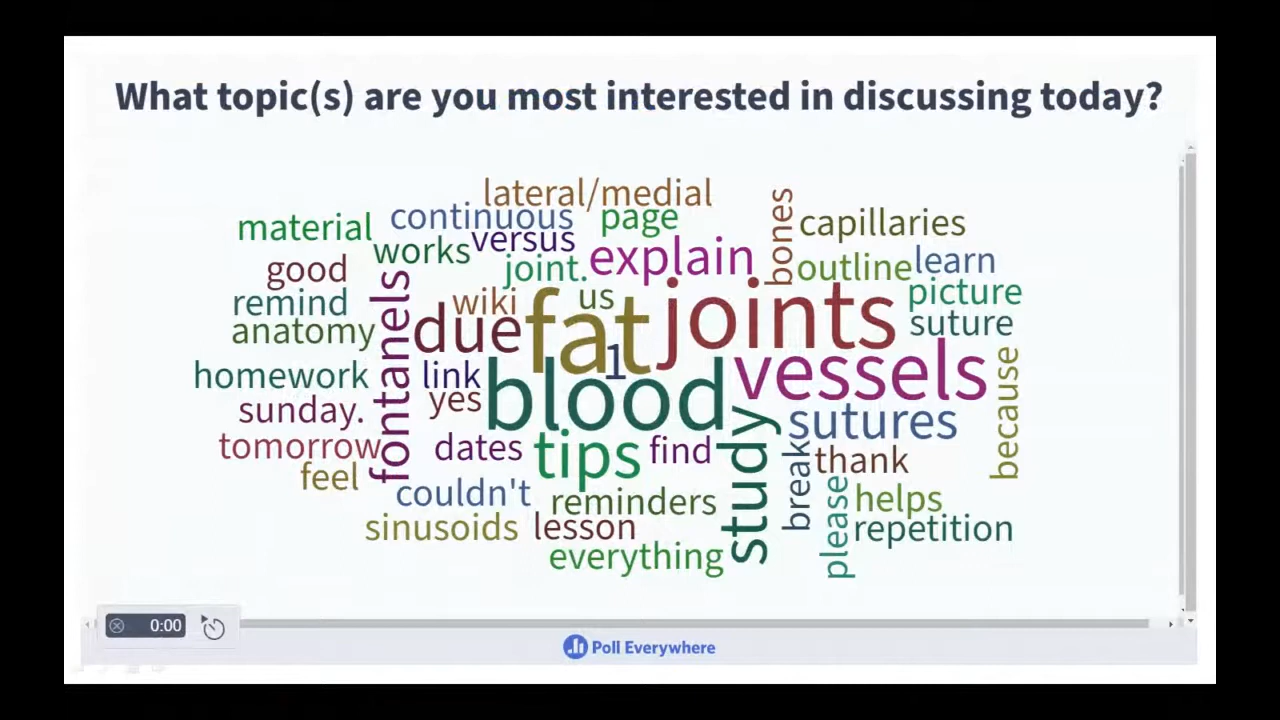 What topic(s) are you most interested in discussing today?
lateral/medial
material
continuous
page
bones
capillaries
works
versus
good
joint.
explain
outline
learn
remind
wiki
us
picture
anatomy
fontanels
due
fat
joints
suture
1
homework
link
blood
vessels
because
sunday.
yes
sutures
tomorrow
dates
tips
find
study
break
thank
feel
couldn't
reminders
please
helps
sinusoids
lesson
repetition
everything
0:00
Poll Everywhere